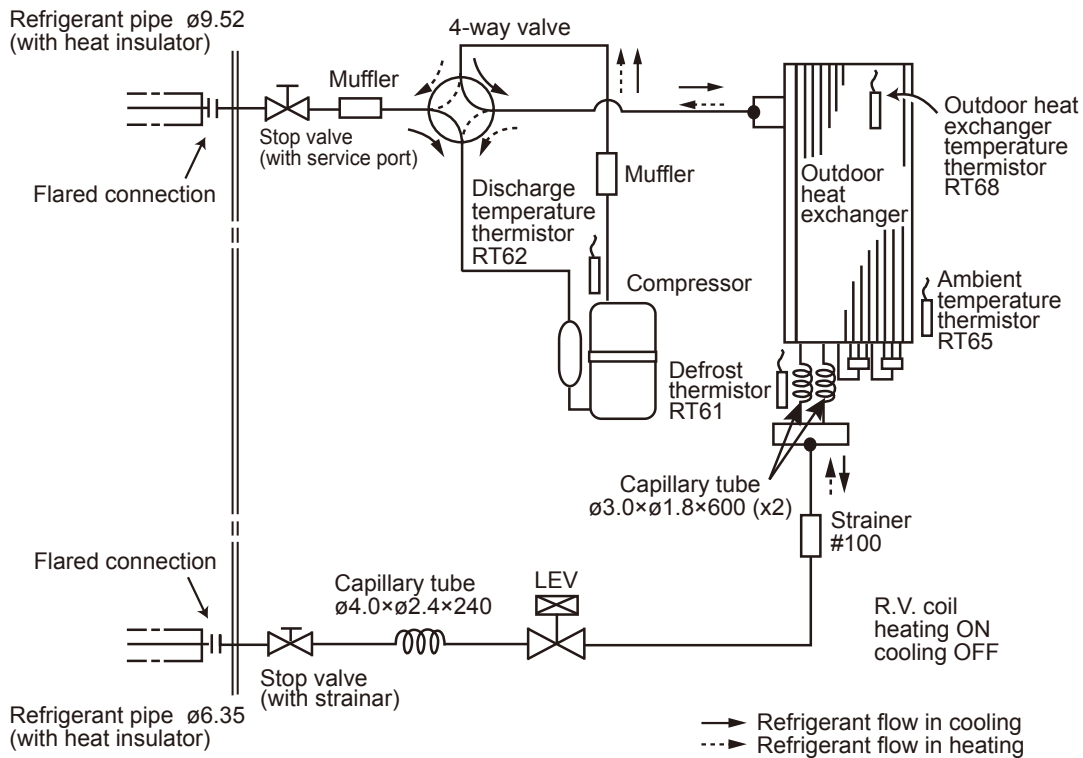 Refrigerant pipe ø9.52
(with heat insulator)
4-way valve
Muffler
Stop valve
(with service port)
Flared connection
Discharge
temperature
thermistor
RT62
Muffler
Compressor
Outdoor
heat
exchanger
Outdoor heat
exchanger
temperature
thermistor
RT68
Ambient
temperature
thermistor
RT65
Defrost
thermistor
RT61
Capillary tube
ø3.0×ø1.8×600 (x2)
Strainer
#100
Flared connection
Capillary tube
ø4.0×ø2.4×240
LEV
R.V. coil
heating ON
cooling OFF
Stop valve
(with strainar)
Refrigerant pipe ø6.35
(with heat insulator)
Refrigerant flow in cooling
Refrigerant flow in heating